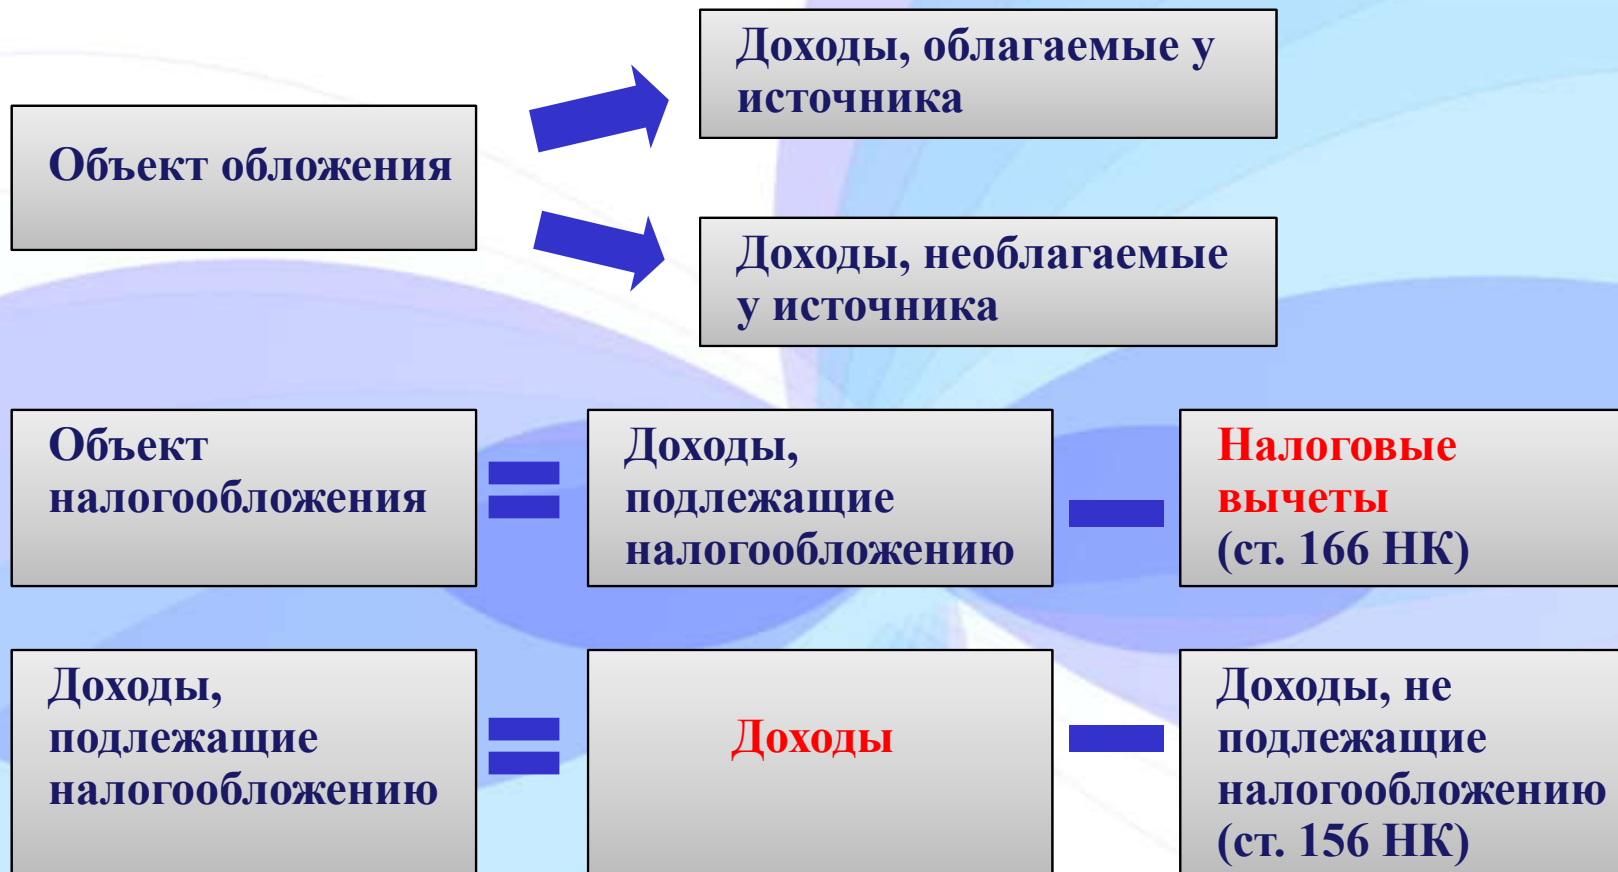 Доходы, облагаемые у
источника
Объект обложения
Доходы, необлагаемые
у источника
Объект
налогообложения
Доходы,
подлежащие
налогообложению
Налоговые
вычеты
(ст. 166 НК)
Доходы,
подлежащие
налогообложению
Доходы
Доходы, не
подлежащие
налогообложению
(ст. 156 НК)